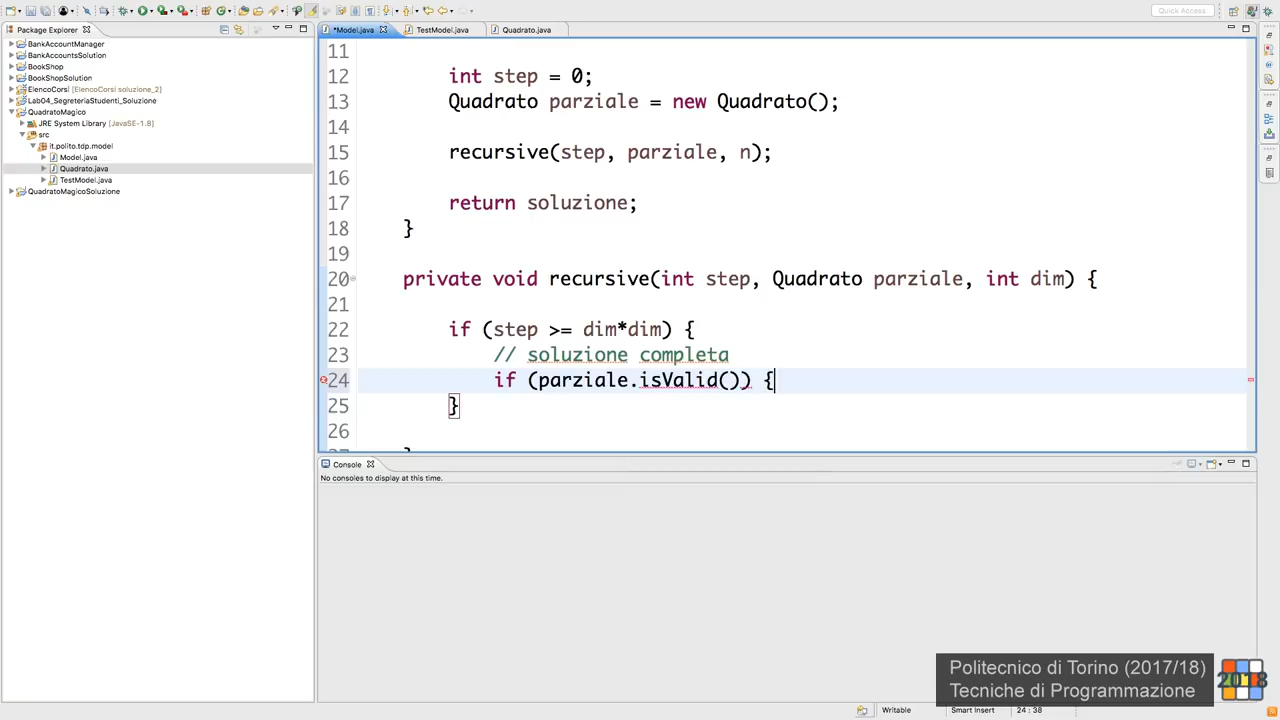 Quick Access
Package Explorer
BankAccountManager
BankAccountsSolution
BookShop
BookShopSolution
ElencoCorsi [ElencoCorsi soluzione_2]
Lab04_SegreteriaStudenti_Soluzione
QuadratoMagico
JRE System Library [JavaSE-1.8]
src
it.polito.tdp.model
Model.java
Quadrato.java
TestModel.java
QuadratoMagicoSoluzione
*Model.java TestModel.java Quadrato.java
11
12 int step = 0;
13 Quadrato parziale = new Quadrato();
14
15 recursive(step, parziale, n);
16
17 return soluzione;
18 }
19
20 private void recursive(int step, Quadrato parziale, int dim) {
21
22 if (step >= dim*dim) {
23 // soluzione completa
24 if (parziale.isValid()) {
25 }
26
Console
No consoles to display at this time.
Politecnico di Torino (2017/18)
Tecniche di Programmazione
2018
Writable Smart Insert 24 : 38